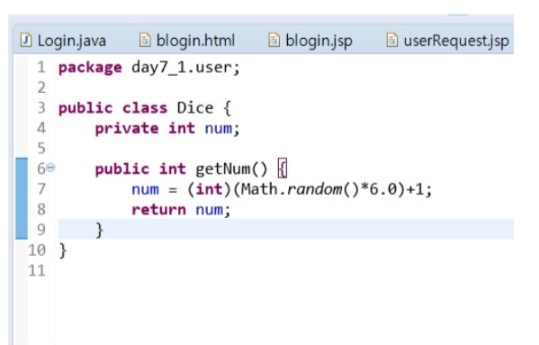 Login.java blogin.html blogin.jsp userRequest.jsp
1 package day7_1.user;
2
3 public class Dice {
4 private int num;
5
6 public int getNum() {
7 num = (int)(Math.random()*6.0)+1;
8 return num;
9 }
10 }
11